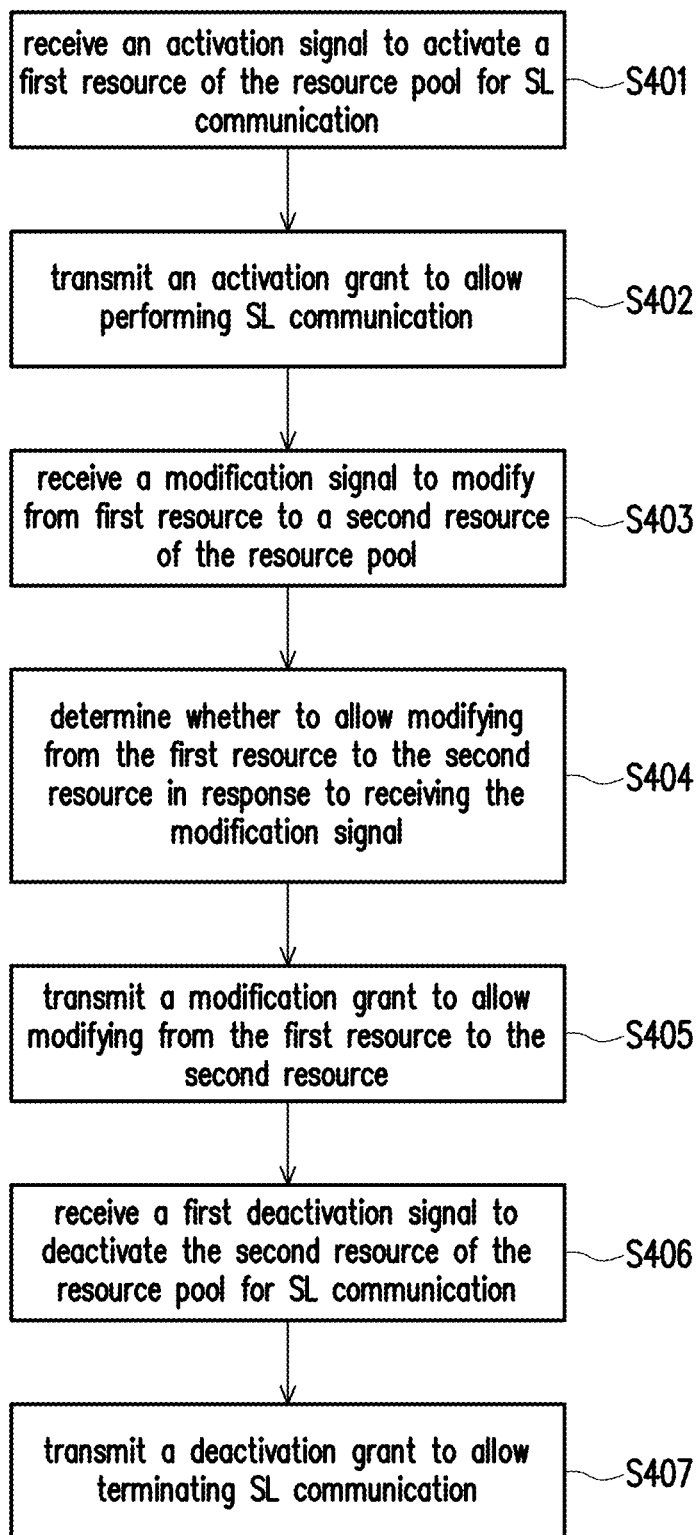 receive an activation signal to activate a
first resource of the resource pool for SL
communication
S401
transmit an activation grant to allow
performing SL communication
S402
receive a modification signal to modify
from first resource to a second resource
of the resource pool
S403
determine whether to allow modifying
from the first resource to the second
resource in response to receiving the
modification signal
S404
transmit a modification grant to allow
modifying from the first resource to the
second resource
S405
receive a first deactivation signal to
deactivate the second resource of the
resource pool for SL communication
S406
transmit a deactivation grant to allow
terminating SL communication
S407